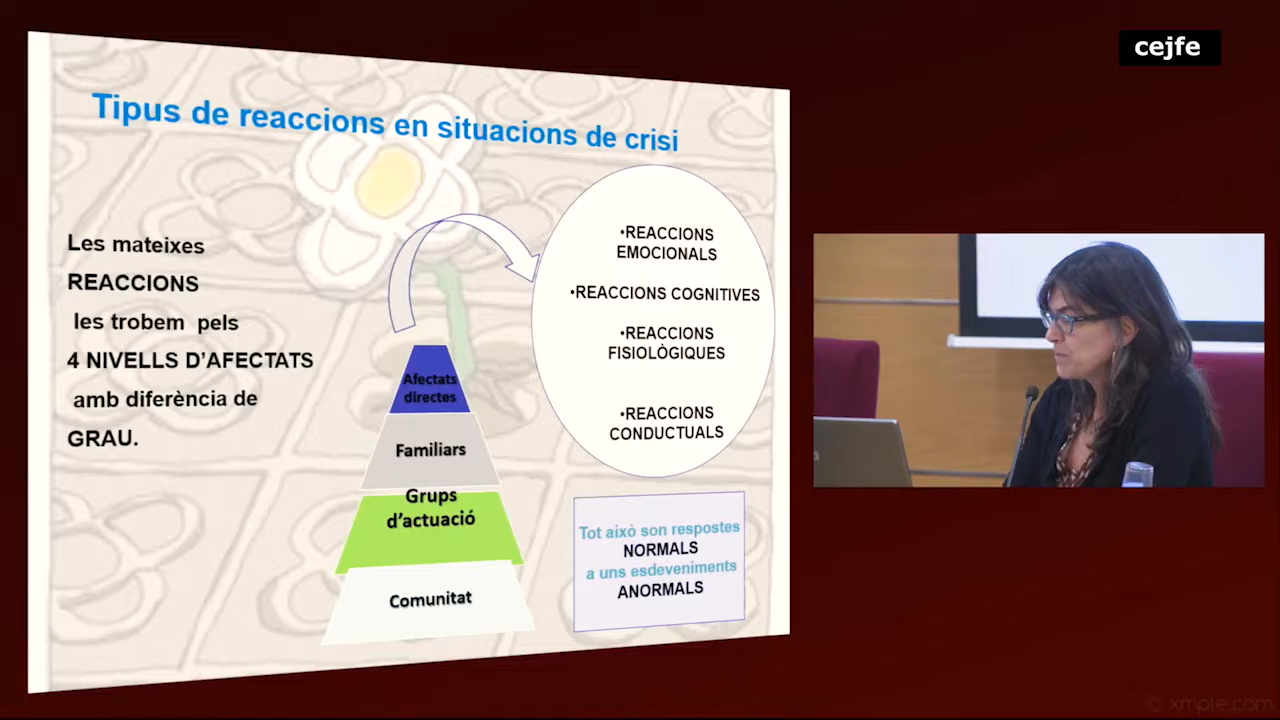 cejfe
Tipus de reaccions en situacions de crisi
Les mateixes
REACCIONS
les trobem pels
4 NIVELLS D'AFECTATS
amb diferència de
GRAU.
Afectats
directes
Familiars
Grups
d'actuació
Comunitat
•REACCIONS
EMOCIONALS
•REACCIONS COGNITIVES
•REACCIONS
FISIOLÒGIQUES
•REACCIONS
CONDUCTUALS
Tot això son respostes
NORMALS
a uns esdeveniments
ANORMALS
© xmple.com